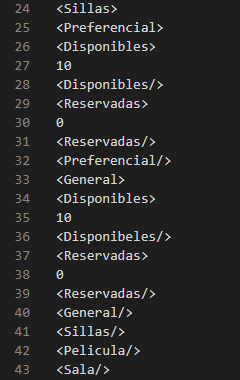 24 <Sillas>
25 <Preferencial>
26 <Disponibles>
27 10
28 <Disponibles/>
29 <Reservadas>
30 0
31 <Reservadas/>
32 <Preferencial/>
33 <General>
34 <Disponibles>
35 10
36 <Disponibeles/>
37 <Reservadas>
38 0
39 <Reservadas/>
40 <General/>
41 <Sillas/>
42 <Pelicula/>
43 <Sala/>